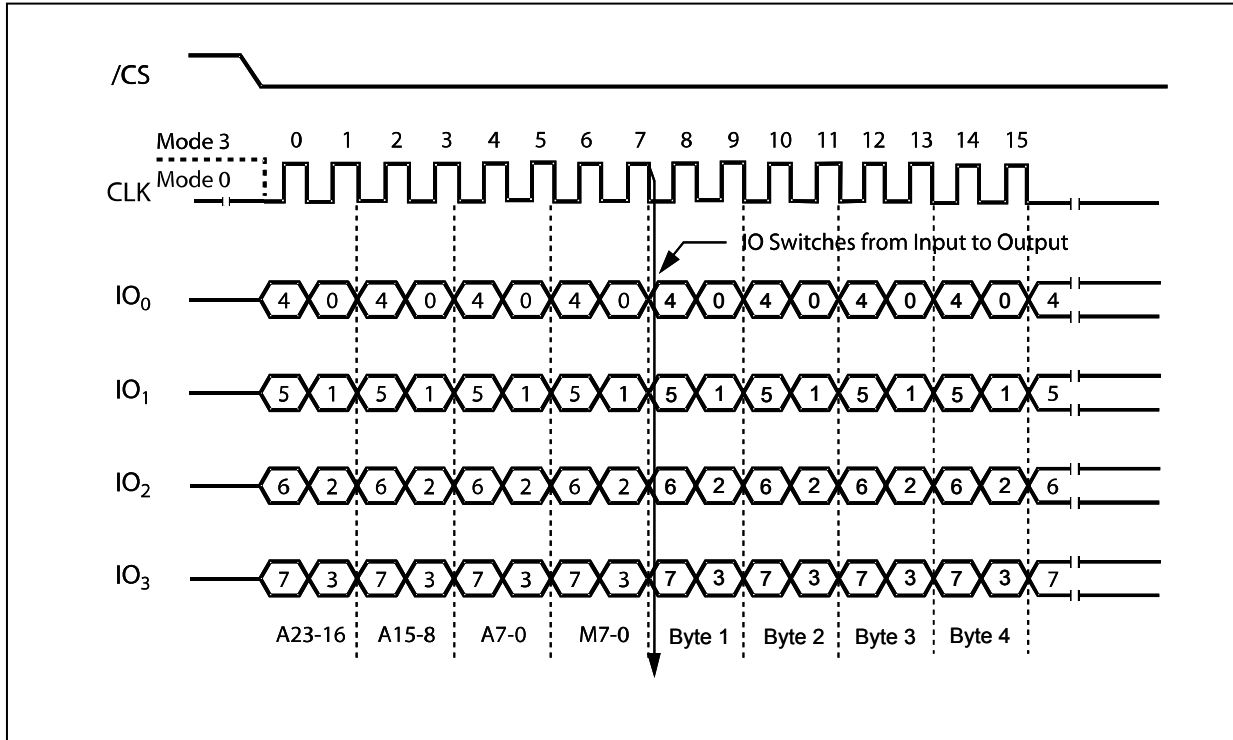 /CS
Mode 3
0 1 2 3 4 5 6 7 8 9 10 11 12 13 14 15
Mode 0
CLK
IO Switches from Input to Output
IO0 4 0 4 0 4 0 4 0 4 0 4 0 4 0 4 0 4
IO1 5 1 5 1 5 1 5 1 5 1 5 1 5 1 5 1 5
IO2 6 2 6 2 6 2 6 2 6 2 6 2 6 2 6 2 6
IO3 7 3 7 3 7 3 7 3 7 3 7 3 7 3 7 3 7
A23-16 A15-8 A7-0 M7-0 Byte 1 Byte 2 Byte 3 Byte 4